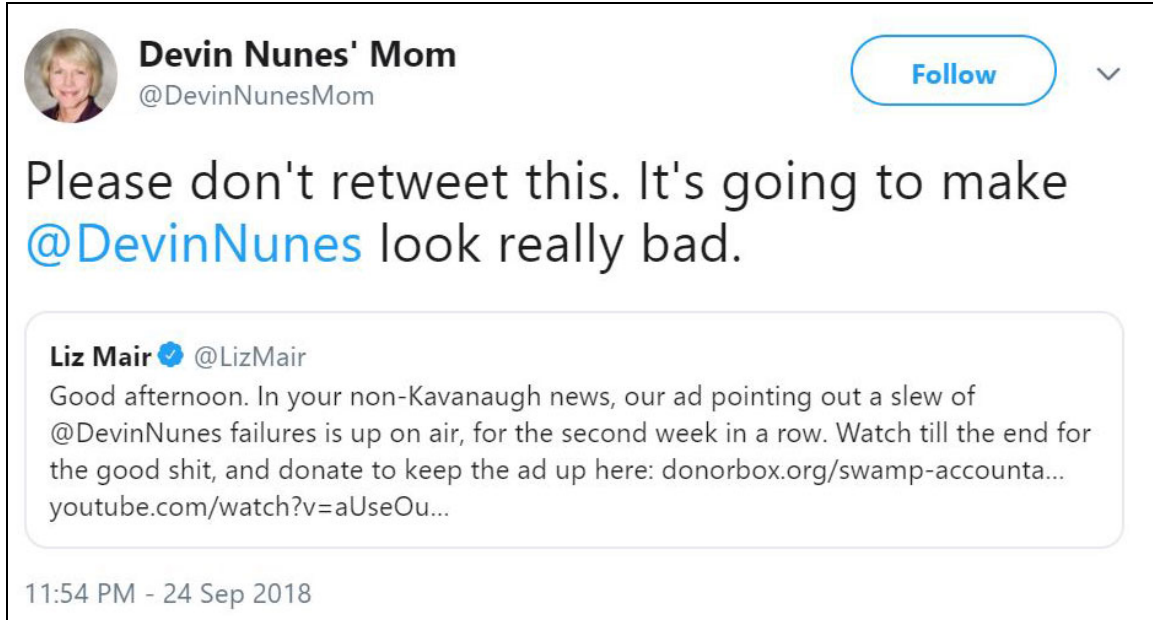 Devin Nunes' Mom
@DevinNunesMom
Follow
Please don't retweet this. It's going to make
@DevinNunes look really bad.
Liz Mair @LizMair
Good afternoon. In your non-Kavanaugh news, our ad pointing out a slew of
@DevinNunes failures is up on air, for the second week in a row. Watch till the end for
the good shit, and donate to keep the ad up here: donorbox.org/swamp-accounta...
youtube.com/watch?v=aUseOu...
11:54 PM - 24 Sep 2018